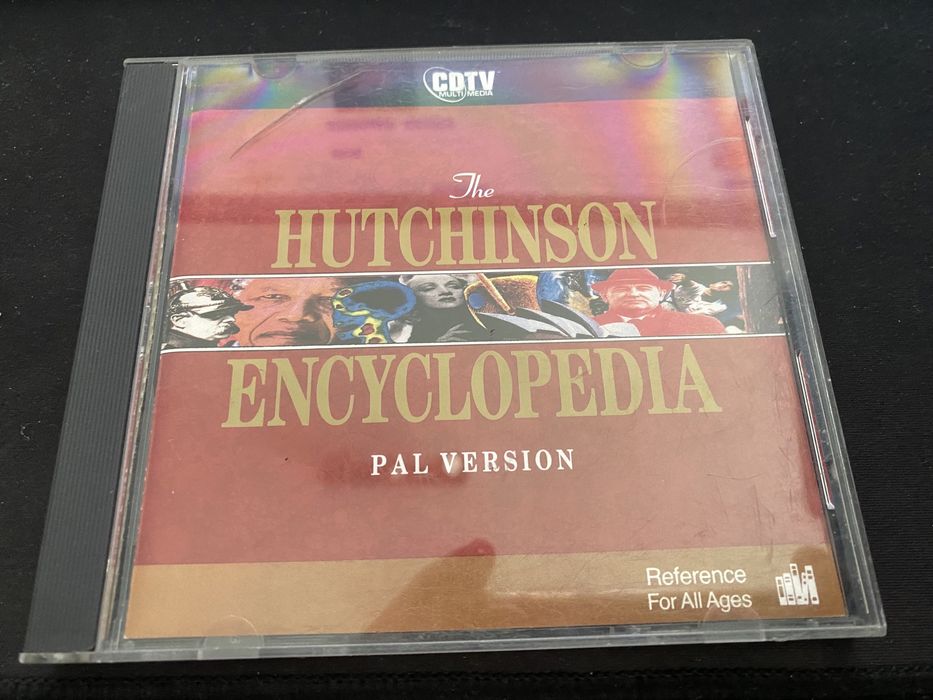 CDTV
MULTI MEDIA
The
HUTCHINSON
ENCYCLOPEDIA
PAL VERSION
Reference
For All Ages